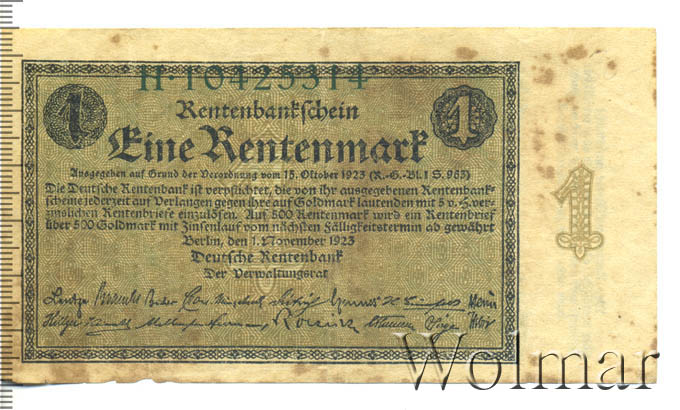 H·10425314
1 Rentenbankschein 1
Eine Rentenmark
Ausgegeben auf Grund der Verordnung vom 15. Oktober 1923 (R.-G.-Bl. I S. 963)
Die Deutsche Rentenbank ist verpflichtet, die von ihr ausgegebenen Rentenbank-
scheine jederzeit auf Verlangen gegen ihre auf Goldmark lautenden mit 5 v. H. ver-
zinslichen Rentenbriefe einzulösen. Auf 500 Rentenmark wird ein Rentenbrief
über 500 Goldmark mit Zinsenlauf vom nächsten Fälligkeitstermin ab gewährt
Berlin, den 1. November 1923
Deutsche Rentenbank
Der Verwaltungsrat
1
Wolmar